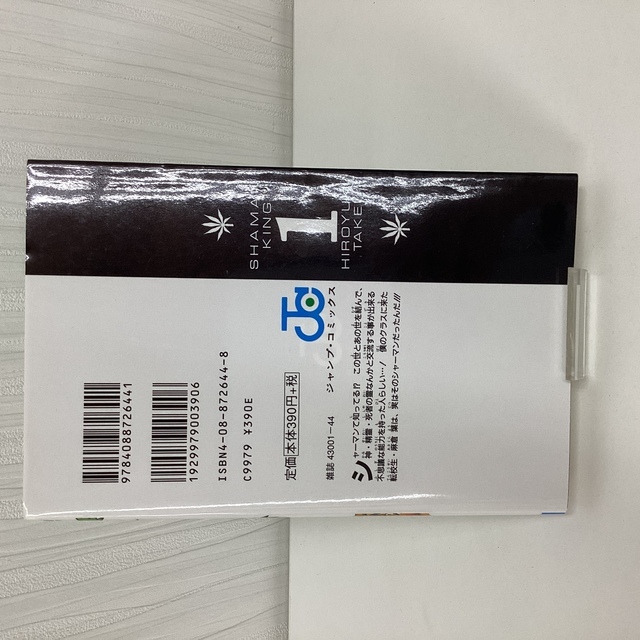 SHAMA
KING
1
HIROYU
TAKE
9784088726441
1929979003906
ISBN4-08-872644-8
C9979 ¥390E
定価 本体390円+税
雑誌 43001-44
ジャンプ・コミックス
シャーマンて知ってる!? この世とあの世を結んで、
神・精霊・死者の霊なんかと交流する事が出来る
不思議な能力を持った人らしい…! 僕のクラスに来た
転校生・麻倉 葉は、実はそのシャーマンだったんだ!!!